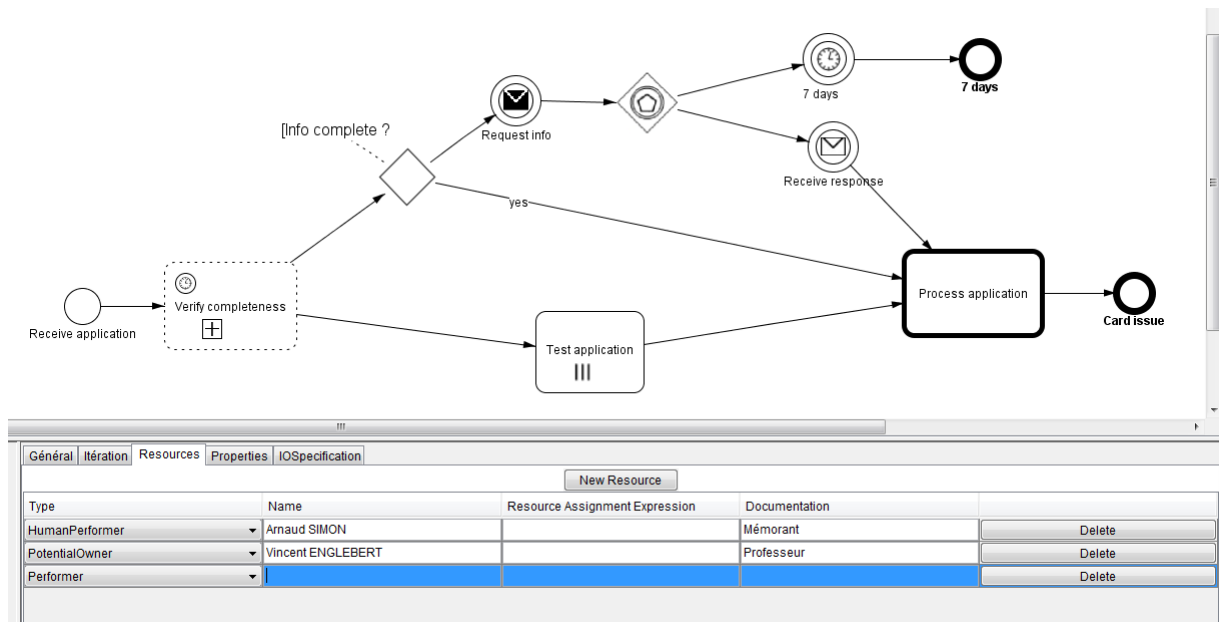 7 days
7 days
Request info
[Info complete ?
Receive response
yes
Verify completeness
Process application
Receive application
Card issue
Test application
Général Itération Resources Properties IOSpecification
New Resource
Type Name Resource Assignment Expression Documentation
HumanPerformer Arnaud SIMON Mémorant Delete
PotentialOwner Vincent ENGLEBERT Professeur Delete
Performer Delete